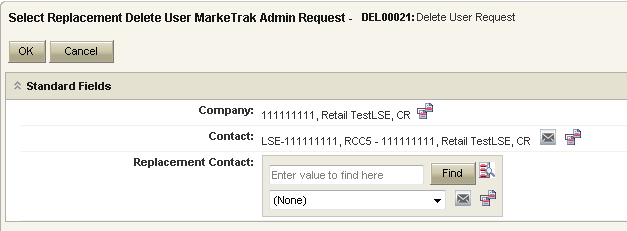 Select Replacement Delete User MarkeTrak Admin Request - DEL00021: Delete User Request
OK Cancel
Standard Fields
Company: 111111111, Retail TestLSE, CR
Contact: LSE-111111111, RCC5 - 111111111, Retail TestLSE, CR
Replacement Contact: Enter value to find here Find
(None)